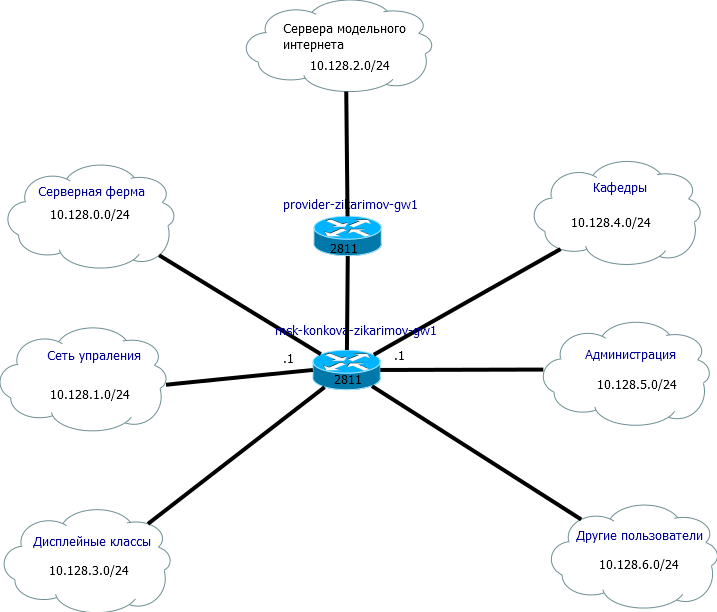 Сервера модельного
интернета
10.128.2.0/24
Серверная ферма
10.128.0.0/24
provider-zikarimov-gw1
2811
Кафедры
10.128.4.0/24
msk-konkova-zikarimov-gw1
.1
.1
2811
Сеть упраления
10.128.1.0/24
Администрация
10.128.5.0/24
Дисплейные классы
10.128.3.0/24
Другие пользователи
10.128.6.0/24